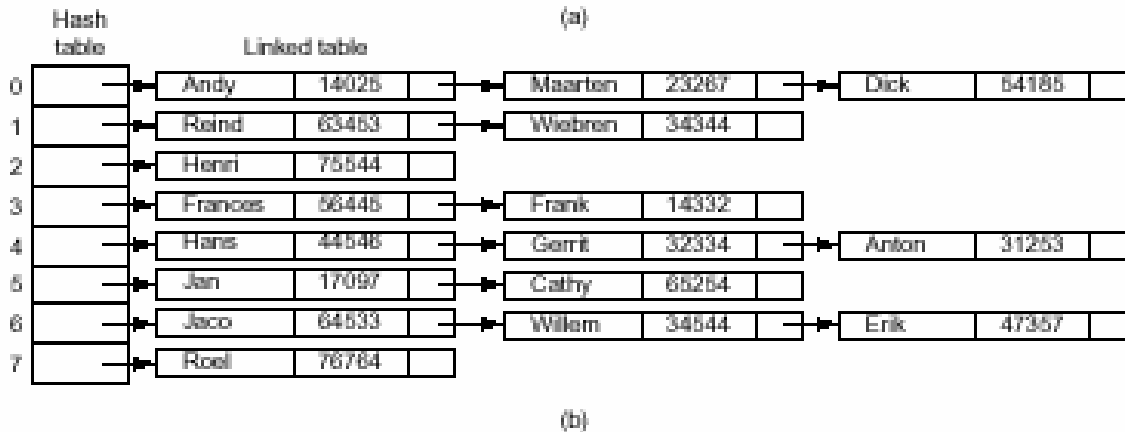 (a)
Hash
table
Linked table
0 Andy 14025 Maarten 23267 Dick 54185
1 Reind 63453 Wiebren 34344
2 Henri 75544
3 Frances 56445 Frank 14332
4 Hans 44546 Gerrit 32334 Anton 31253
5 Jan 17097 Cathy 65254
6 Jaco 64533 Willem 34544 Erik 47357
7 Roel 76764
(b)